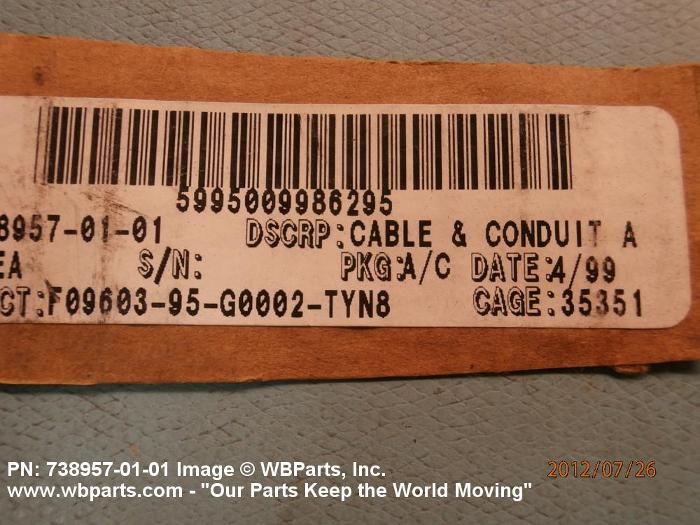 5995009986295
8957-01-01 DSCRP:CABLE & CONDUIT A
EA S/N: PKG:A/C DATE:4/99
CT:F09603-95-G0002-TYN8 CAGE:35351
PN: 738957-01-01 Image © WBParts, Inc. 2012/07/26
www.wbparts.com - "Our Parts Keep the World Moving"